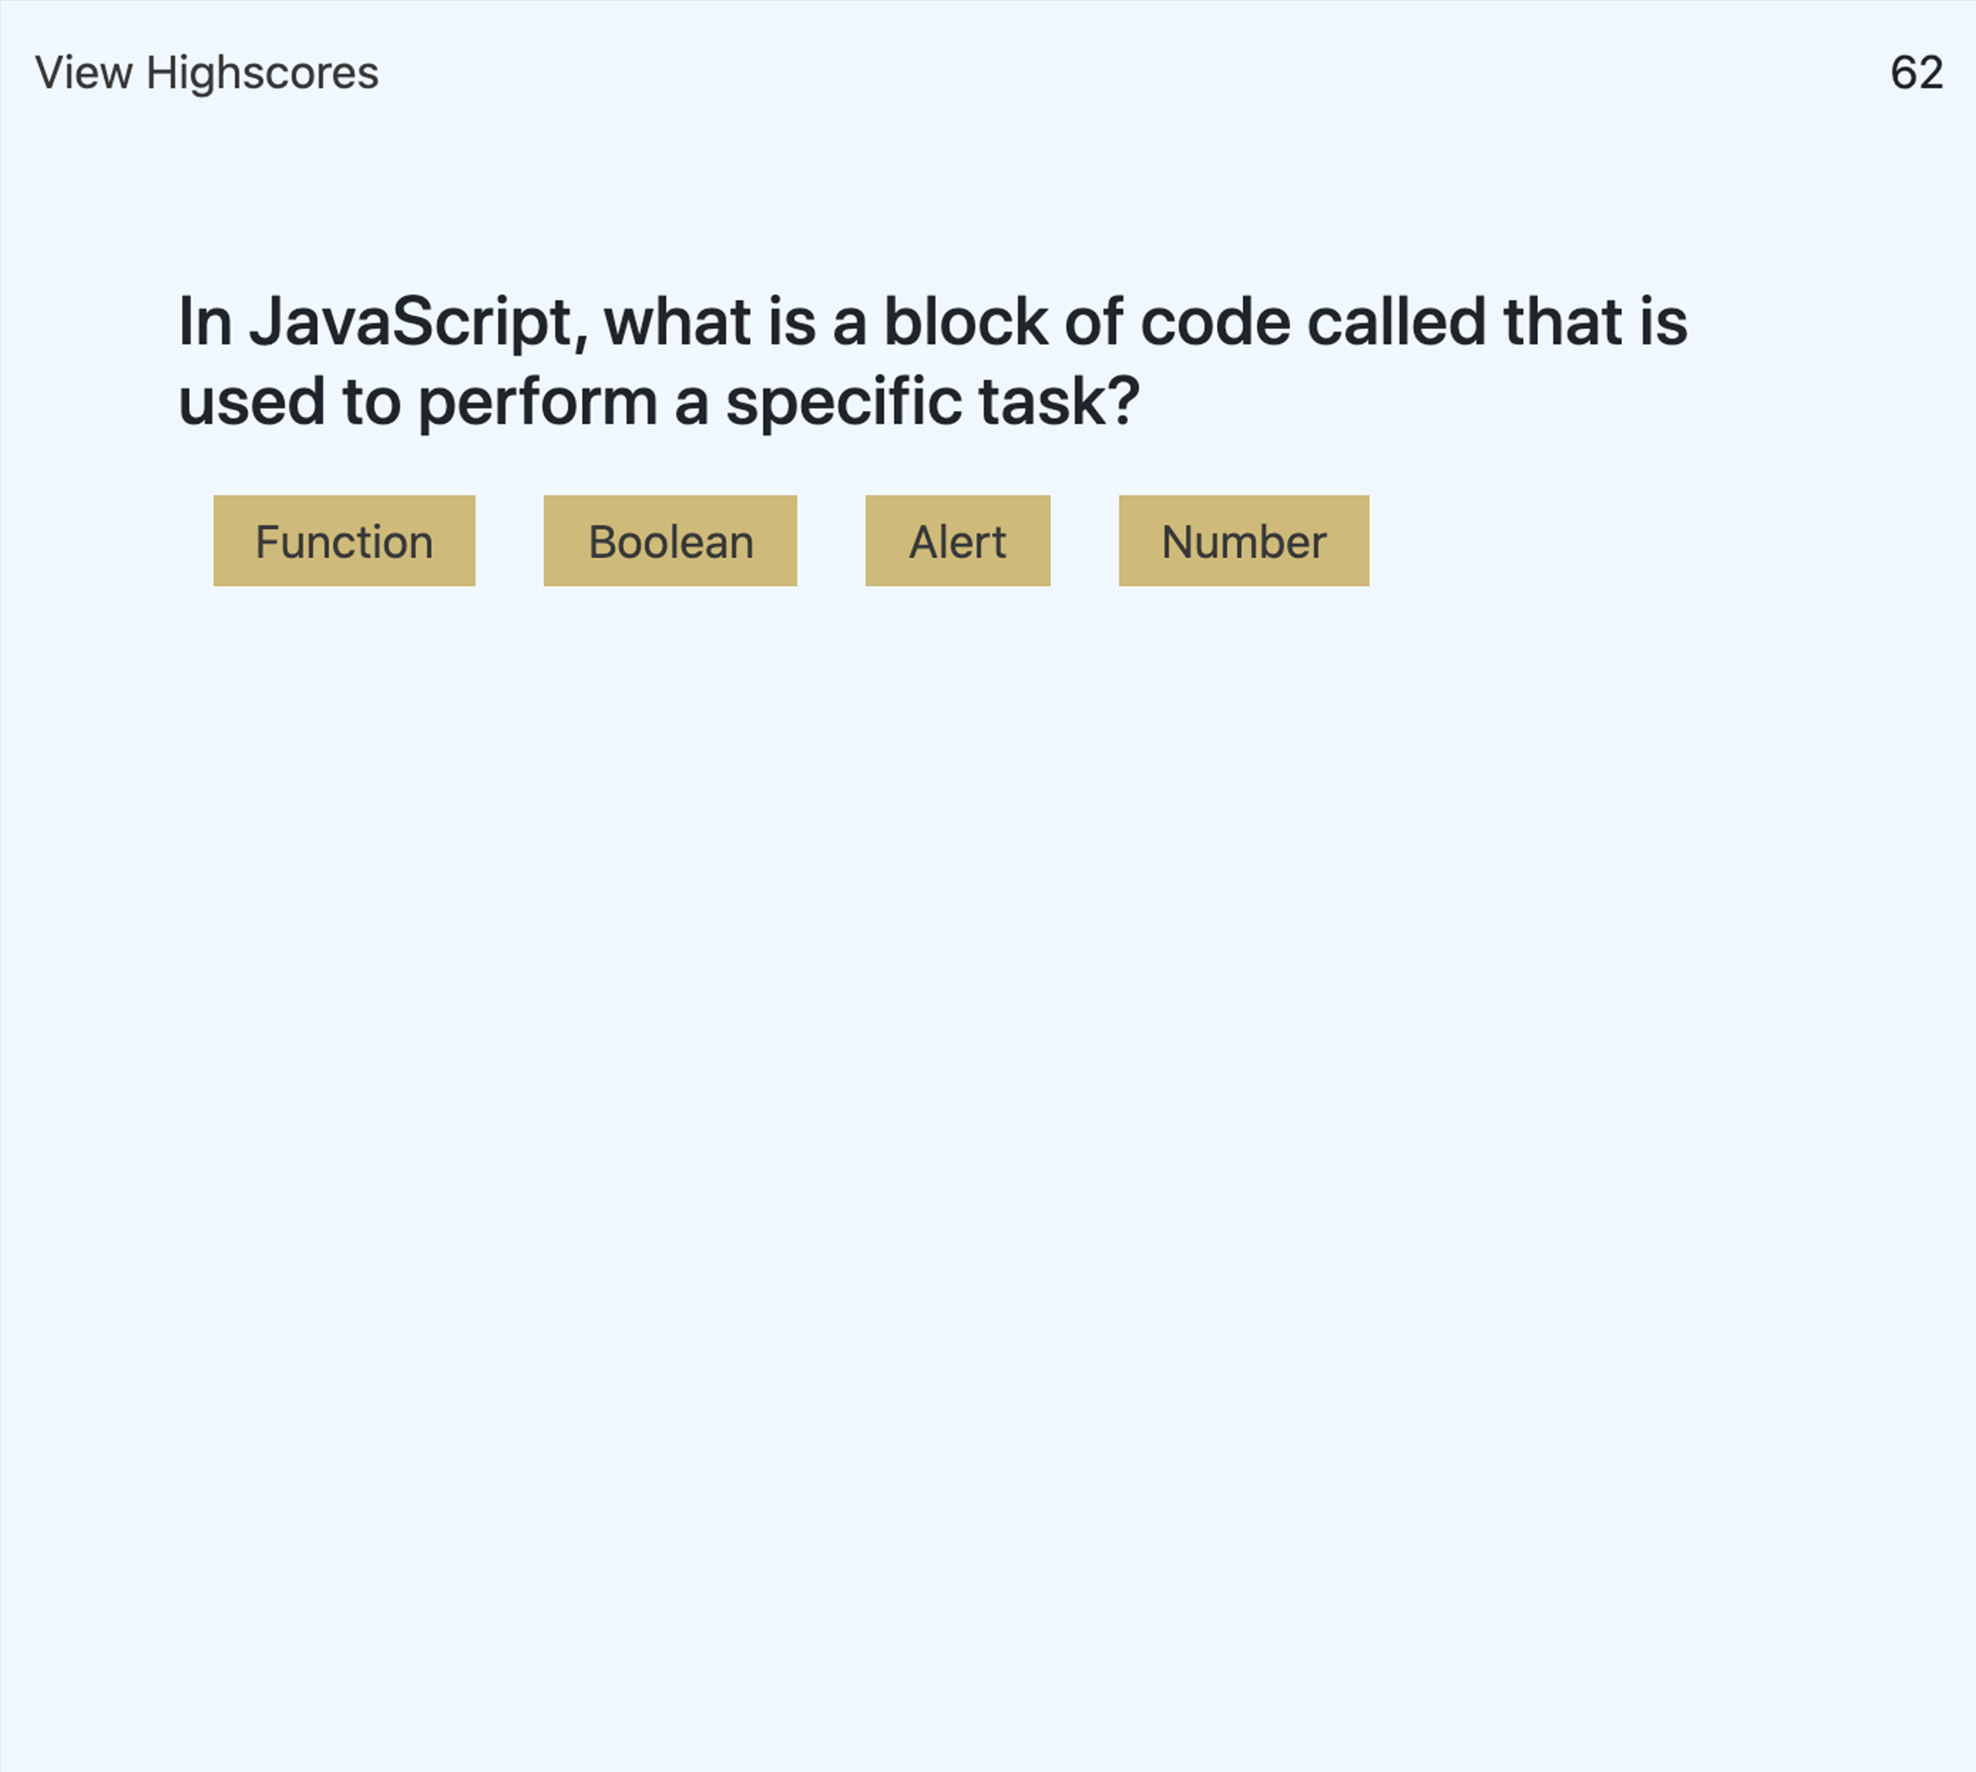 View Highscores
62
In JavaScript, what is a block of code called that is
used to perform a specific task?
Function
Boolean
Alert
Number